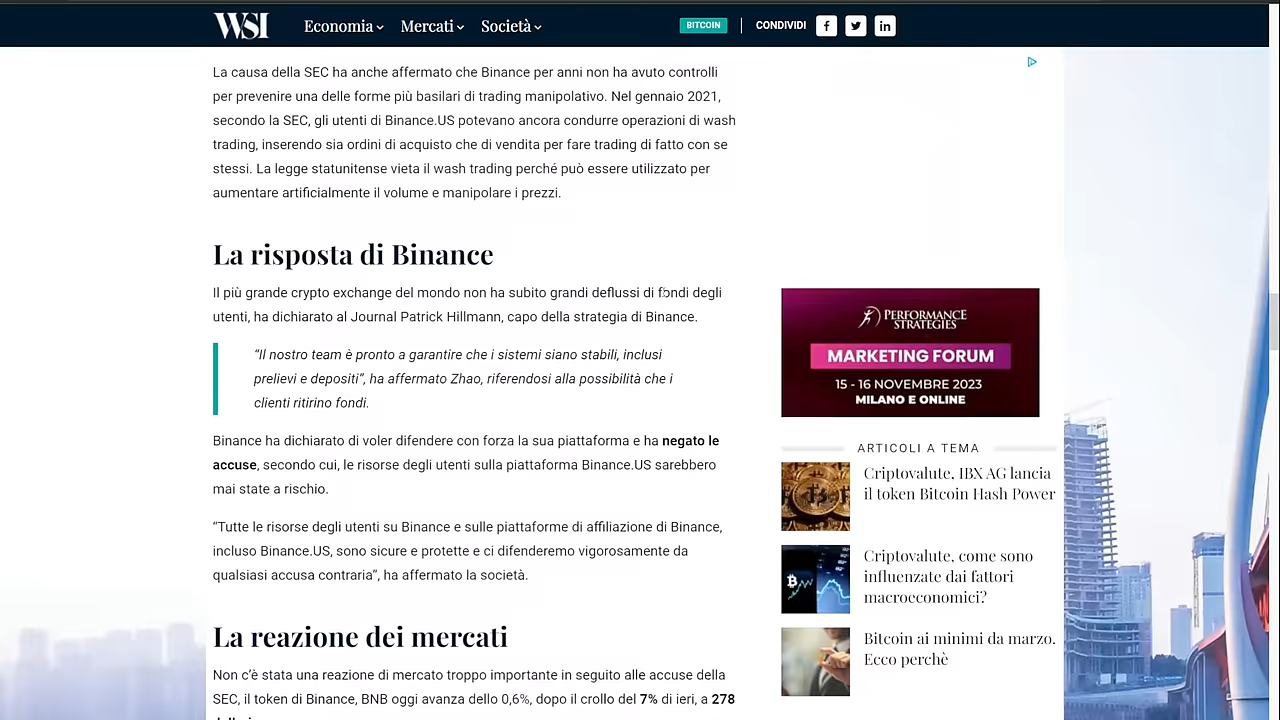 WSI
Economia
Mercati
Società
BITCOIN
CONDIVIDI
La causa della SEC ha anche affermato che Binance per anni non ha avuto controlli
per prevenire una delle forme più basilari di trading manipolativo. Nel gennaio 2021,
secondo la SEC, gli utenti di Binance.US potevano ancora condurre operazioni di wash
trading, inserendo sia ordini di acquisto che di vendita per fare trading di fatto con se
stessi. La legge statunitense vieta il wash trading perché può essere utilizzato per
aumentare artificialmente il volume e manipolare i prezzi.
La risposta di Binance
Il più grande crypto exchange del mondo non ha subito grandi deflussi di fondi degli
utenti, ha dichiarato al Journal Patrick Hillmann, capo della strategia di Binance.
“Il nostro team è pronto a garantire che i sistemi siano stabili, inclusi
prelievi e depositi”, ha affermato Zhao, riferendosi alla possibilità che i
clienti ritirino fondi.
Binance ha dichiarato di voler difendere con forza la sua piattaforma e ha negato le
accuse, secondo cui, le risorse degli utenti sulla piattaforma Binance.US sarebbero
mai state a rischio.
“Tutte le risorse degli utenti su Binance e sulle piattaforme di affiliazione di Binance,
incluso Binance.US, sono sicure e protette e ci difenderemo vigorosamente da
qualsiasi accusa contraria”, ha affermato la società.
La reazione dei mercati
Non c’è stata una reazione di mercato troppo importante in seguito alle accuse della
SEC, il token di Binance, BNB oggi avanza dello 0,6%, dopo il crollo del 7% di ieri, a 278
PERFORMANCE
STRATEGIES
MARKETING FORUM
15 - 16 NOVEMBRE 2023
MILANO E ONLINE
ARTICOLI A TEMA
Criptovalute, IBX AG lancia
il token Bitcoin Hash Power
Criptovalute, come sono
influenzate dai fattori
macroeconomici?
Bitcoin ai minimi da marzo.
Ecco perchè